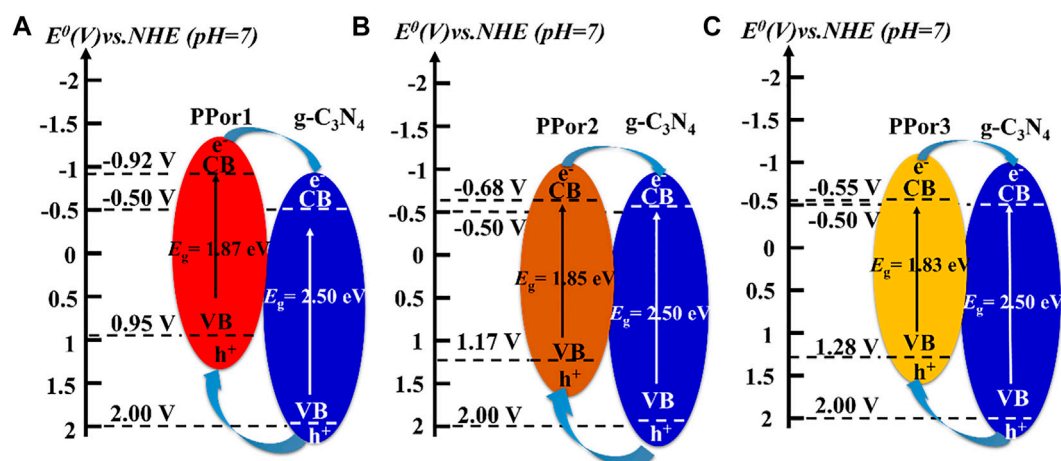 A
E⁰(V)vs.NHE (pH=7)
-2
-1.5
-1
-0.5
0
0.5
1
1.5
2
-0.92 V
-0.50 V
0.95 V
2.00 V
PPor1
g-C₃N₄
e⁻
CB
E_g= 1.87 eV
VB
h⁺
e⁻
CB
E_g= 2.50 eV
VB
h⁺
B
E⁰(V)vs.NHE (pH=7)
-2
-1.5
-1
-0.5
0
0.5
1
1.5
2
-0.68 V
-0.50 V
1.17 V
2.00 V
PPor2
g-C₃N₄
e⁻
CB
E_g= 1.85 eV
VB
h⁺
e⁻
CB
E_g= 2.50 eV
VB
h⁺
C
E⁰(V)vs.NHE (pH=7)
-2
-1.5
-1
-0.5
0
0.5
1
1.5
2
-0.55 V
-0.50 V
1.28 V
2.00 V
PPor3
g-C₃N₄
e⁻
CB
E_g= 1.83 eV
VB
h⁺
e⁻
CB
E_g= 2.50 eV
VB
h⁺